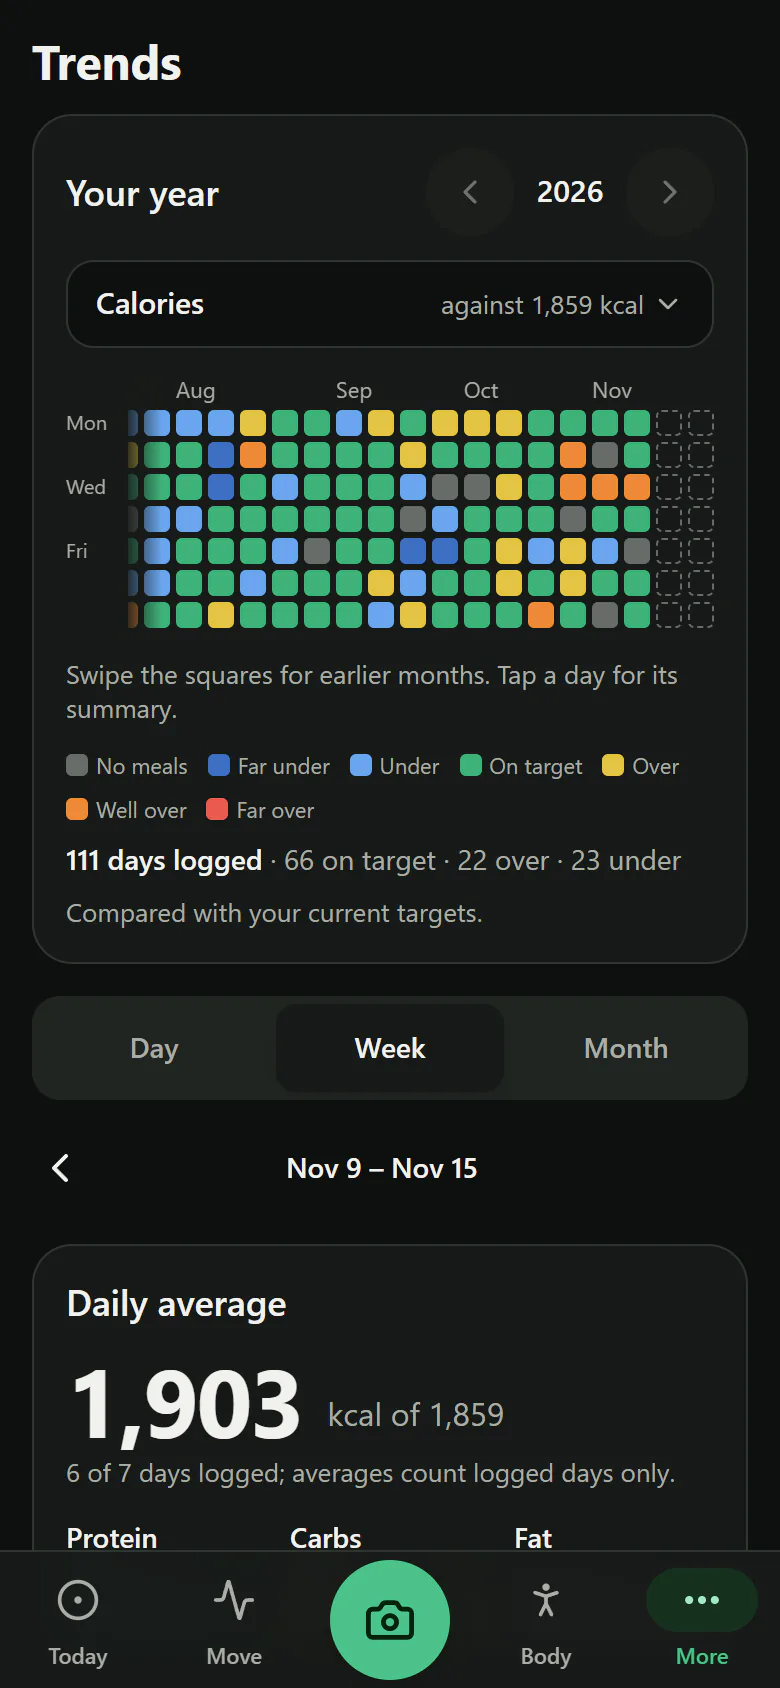 Trends
Your year
2026
Calories
against 1,859 kcal
Aug Sep Oct Nov
Mon
Wed
Fri
Swipe the squares for earlier months. Tap a day for its
summary.
No meals Far under Under On target Over
Well over Far over
111 days logged · 66 on target · 22 over · 23 under
Compared with your current targets.
Day Week Month
Nov 9 – Nov 15
Daily average
1,903 kcal of 1,859
6 of 7 days logged; averages count logged days only.
Protein Carbs Fat
Today Move Body More